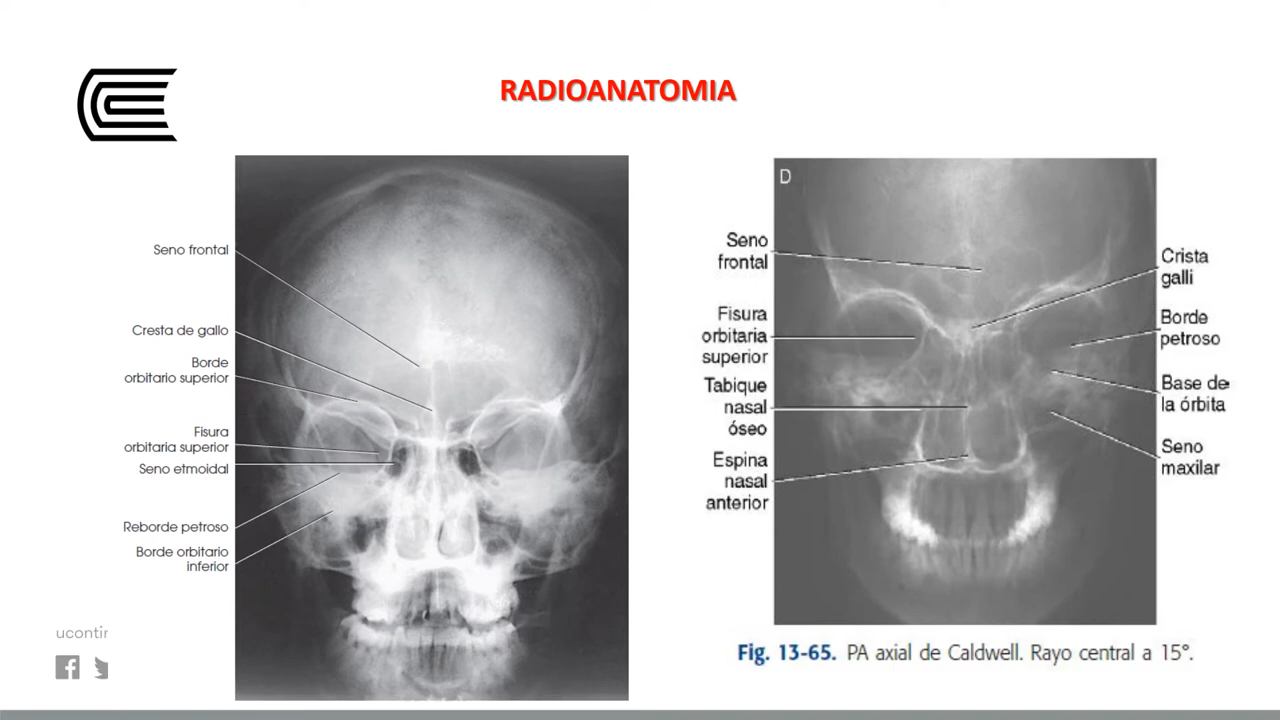 RADIOANATOMIA
Seno frontal
Cresta de gallo
Borde
orbitario superior
Fisura
orbitaria superior
Seno etmoidal
Reborde petroso
Borde orbitario
inferior
D
Seno
frontal
Fisura
orbitaria
superior
Tabique
nasal
óseo
Espina
nasal
anterior
Crista
galli
Borde
petroso
Base de
la órbita
Seno
maxilar
Fig. 13-65. PA axial de Caldwell. Rayo central a 15°.
ucontin